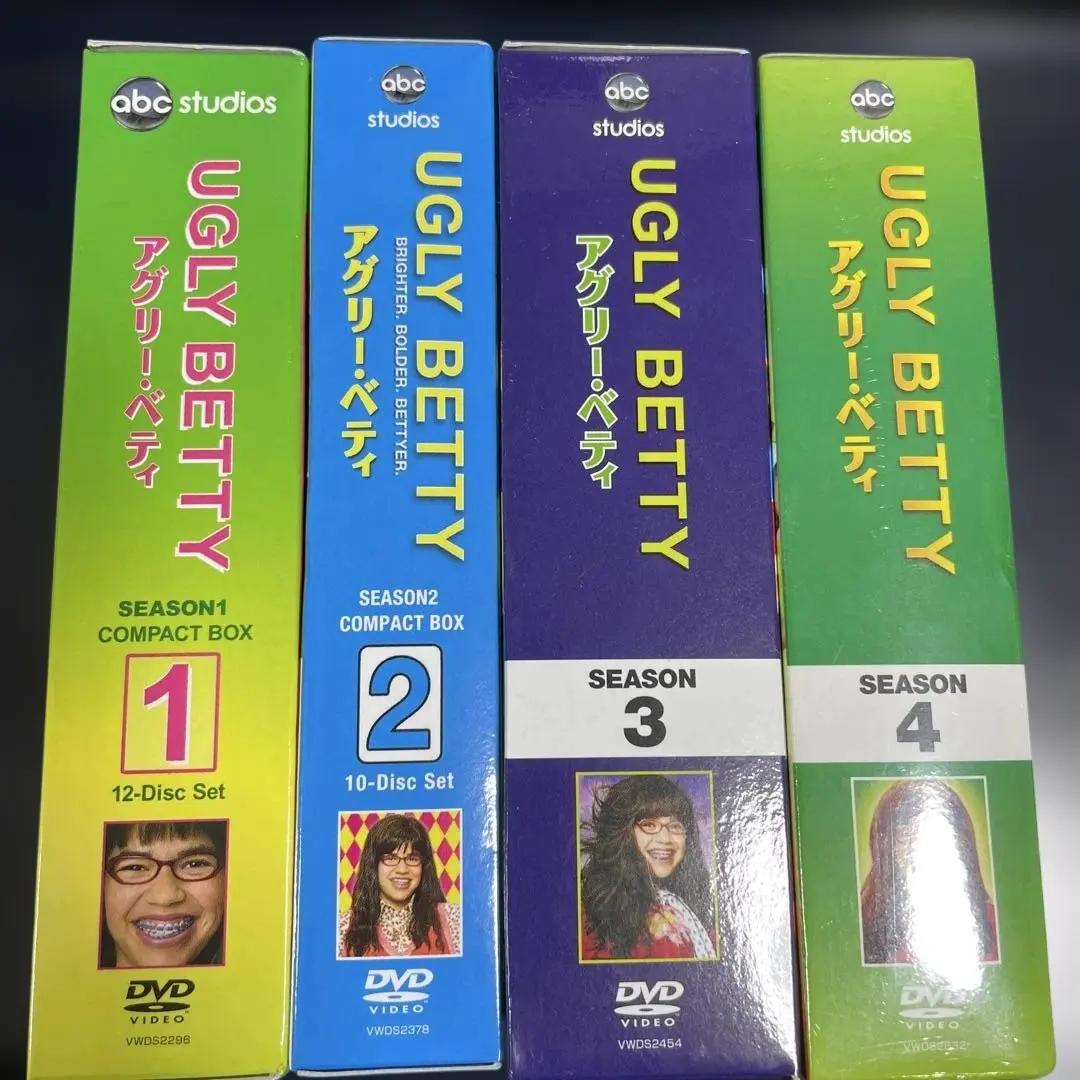 abc studios
UGLY BETTY
アグリー・ベティ
SEASON1
COMPACT BOX
1
12-Disc Set
DVD
VIDEO
VWDS2296
abc
studios
UGLY BETTY
BRIGHTER. BOLDER. BETTYER.
アグリー・ベティ
SEASON2
COMPACT BOX
2
10-Disc Set
DVD
VIDEO
VWDS2378
abc
studios
UGLY BETTY
アグリー・ベティ
SEASON
3
DVD
VIDEO
VWDS2454
abc
studios
UGLY BETTY
アグリー・ベティ
SEASON
4
DVD
VIDEO